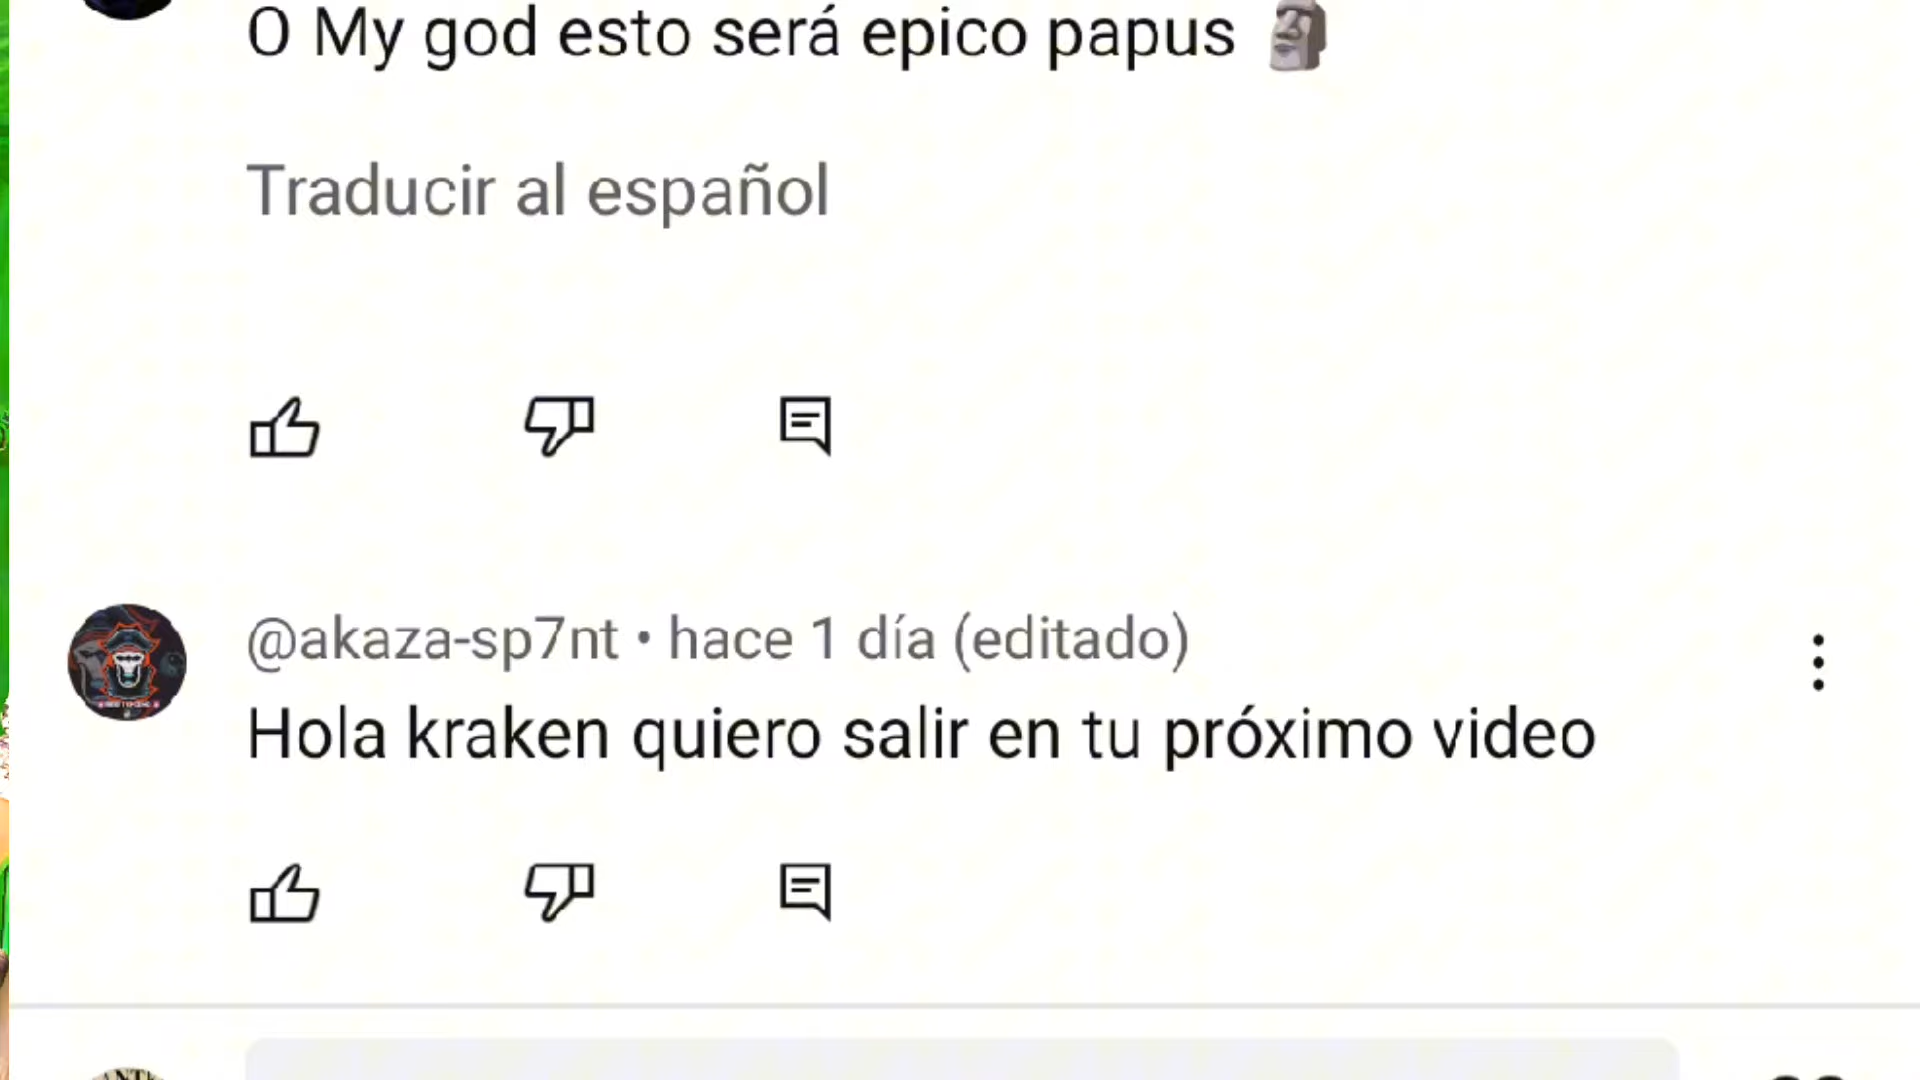 O My god esto será epico papus 🗿
Traducir al español
@akaza-sp7nt • hace 1 día (editado)
Hola kraken quiero salir en tu próximo video